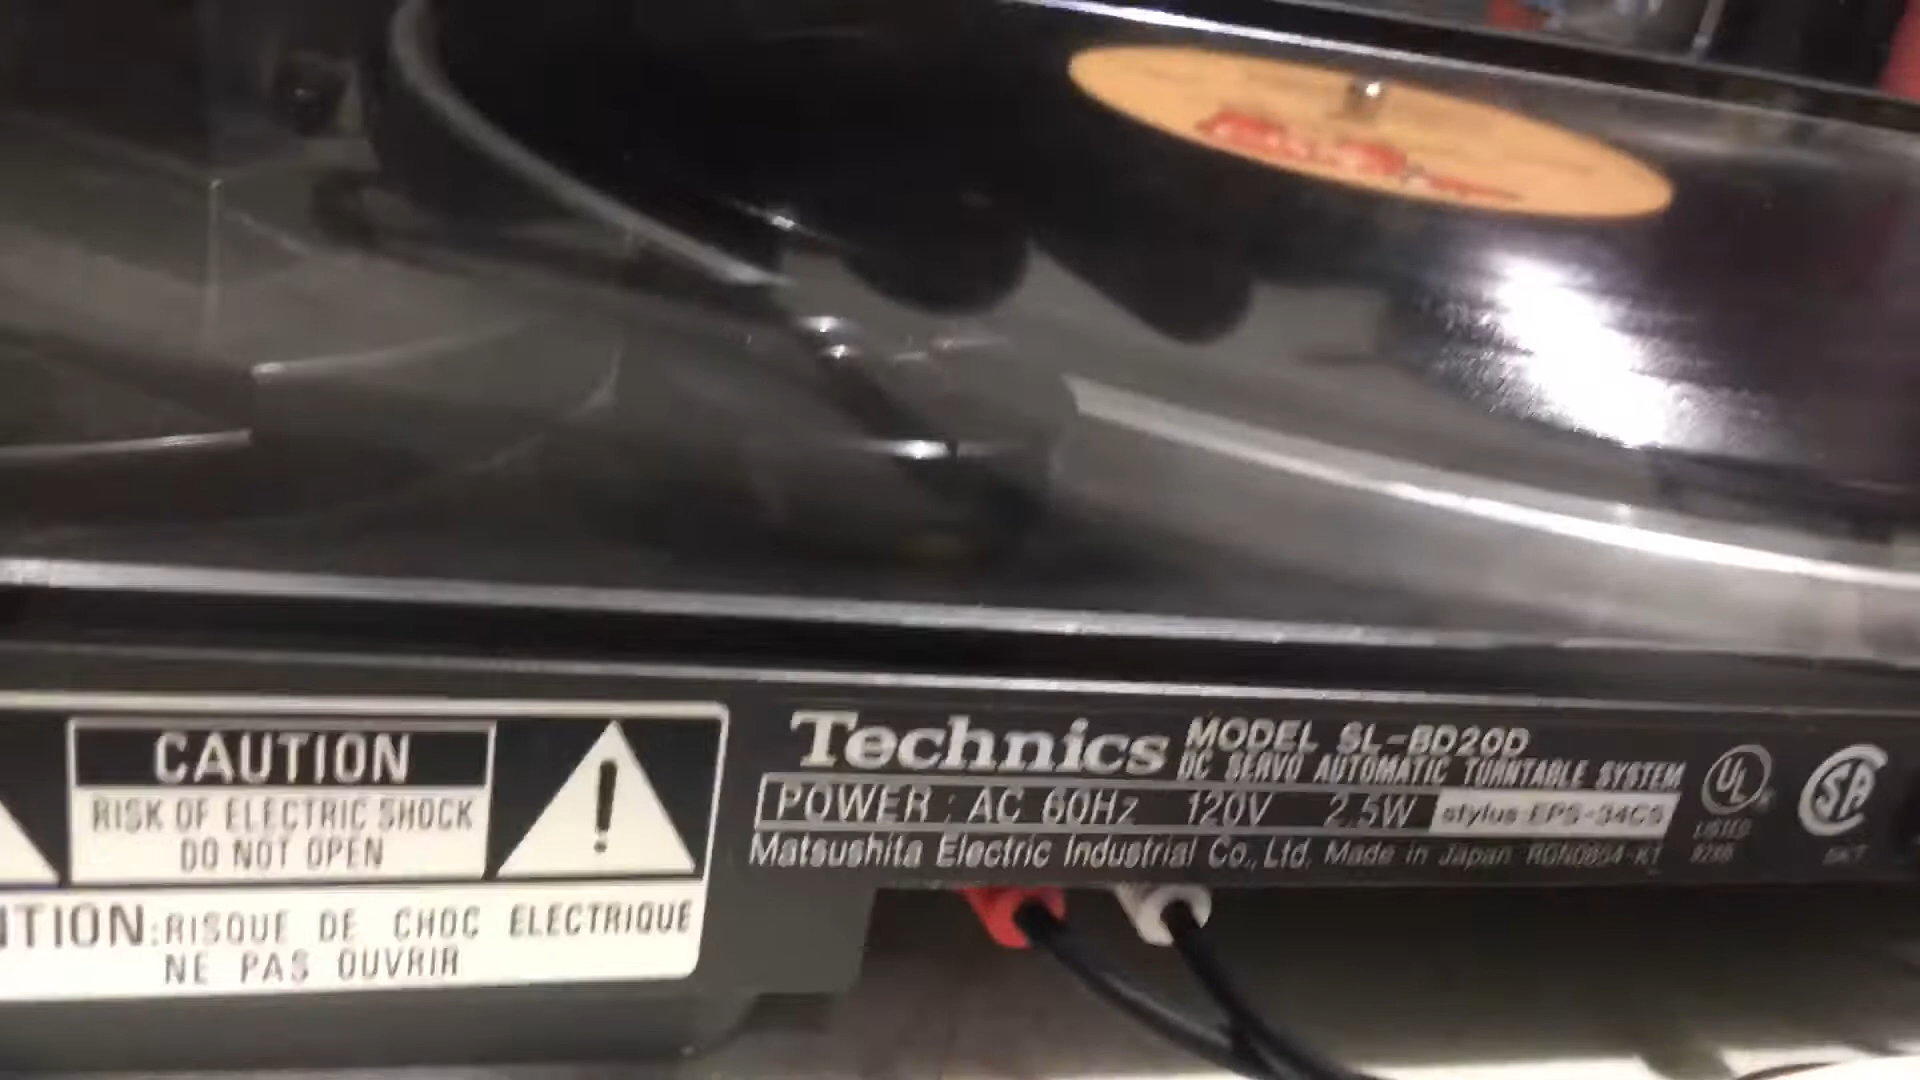 CAUTION
RISK OF ELECTRIC SHOCK
DO NOT OPEN
RISQUE DE CHOC ELECTRIQUE
NE PAS OUVRIR
Technics MODEL SL-BD20D
DC SERVO AUTOMATIC TURNTABLE SYSTEM
POWER : AC 60Hz 120V 2.5W stylus:EPS-34CS
Matsushita Electric Industrial Co., Ltd. Made in Japan
UL
LISTED
SA